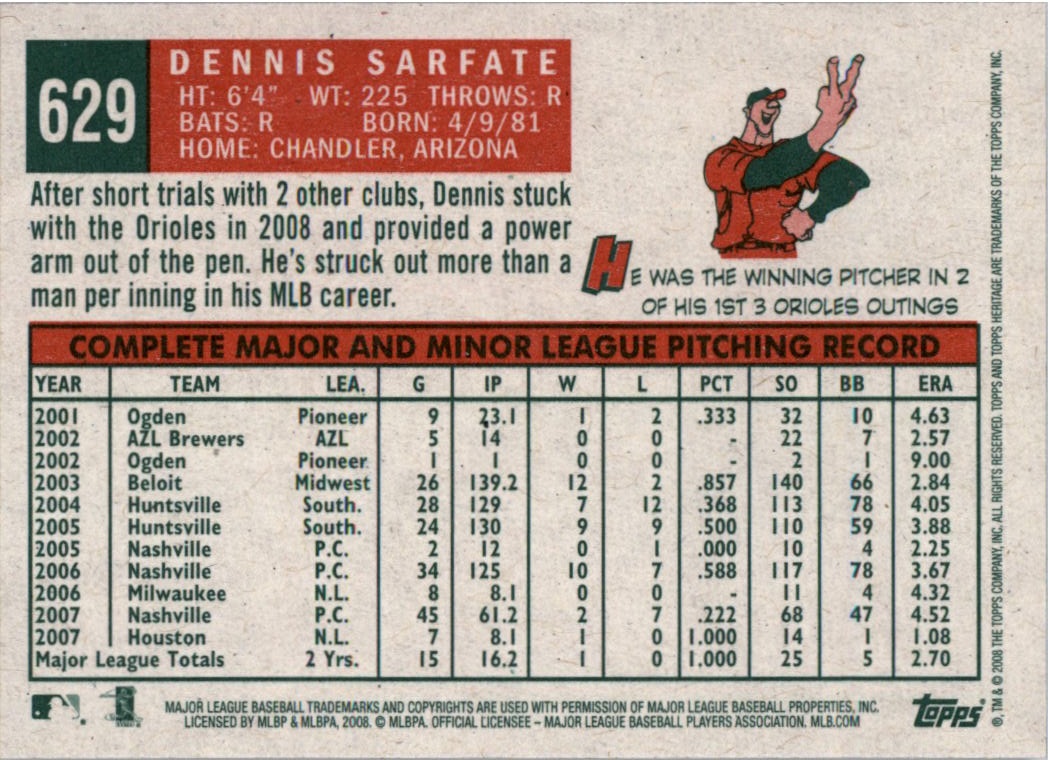 629
DENNIS SARFATE
HT: 6'4" WT: 225 THROWS: R
BATS: R BORN: 4/9/81
HOME: CHANDLER, ARIZONA
After short trials with 2 other clubs, Dennis stuck
with the Orioles in 2008 and provided a power
arm out of the pen. He's struck out more than a
man per inning in his MLB career.
HE WAS THE WINNING PITCHER IN 2
OF HIS 1ST 3 ORIOLES OUTINGS
COMPLETE MAJOR AND MINOR LEAGUE PITCHING RECORD
YEAR TEAM LEA. G IP W L PCT SO BB ERA
2001 Ogden Pioneer 9 23.1 1 2 .333 32 10 4.63
2002 AZL Brewers AZL 5 14 0 0 - 22 7 2.57
2002 Ogden Pioneer 1 1 0 0 - 2 1 9.00
2003 Beloit Midwest 26 139.2 12 2 .857 140 66 2.84
2004 Huntsville South. 28 129 7 12 .368 113 78 4.05
2005 Huntsville South. 24 130 9 9 .500 110 59 3.88
2005 Nashville P.C. 2 12 0 1 .000 10 4 2.25
2006 Nashville P.C. 34 125 10 7 .588 117 78 3.67
2006 Milwaukee N.L. 8 8.1 0 0 - 11 4 4.32
2007 Nashville P.C. 45 61.2 2 7 .222 68 47 4.52
2007 Houston N.L. 7 8.1 1 0 1.000 14 1 1.08
Major League Totals 2 Yrs. 15 16.2 1 0 1.000 25 5 2.70
MAJOR LEAGUE BASEBALL TRADEMARKS AND COPYRIGHTS ARE USED WITH PERMISSION OF MAJOR LEAGUE BASEBALL PROPERTIES, INC.
LICENSED BY MLBP & MLBPA, 2008. © MLBPA. OFFICIAL LICENSEE – MAJOR LEAGUE BASEBALL PLAYERS ASSOCIATION. MLB.COM
topps
®, TM & © 2008 THE TOPPS COMPANY, INC. ALL RIGHTS RESERVED. TOPPS AND TOPPS HERITAGE ARE TRADEMARKS OF THE TOPPS COMPANY, INC.